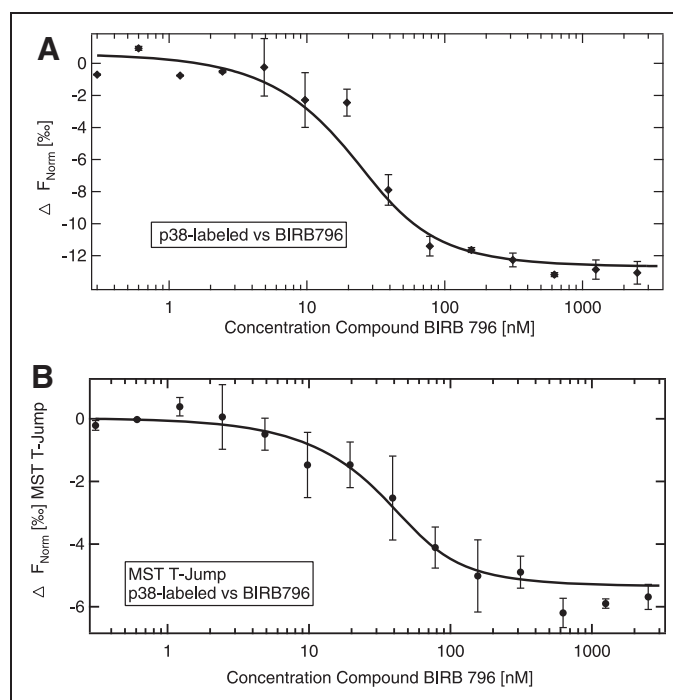 A
0
-2
-4
-6
-8
-10
-12
Δ F_Norm [‰]
p38-labeled vs BIRB796
1 10 100 1000
Concentration Compound BIRB 796 [nM]
B
0
-2
-4
-6
Δ F_Norm [‰] MST T-Jump
MST T-Jump
p38-labeled vs BIRB796
1 10 100 1000
Concentration Compound BIRB 796 [nM]